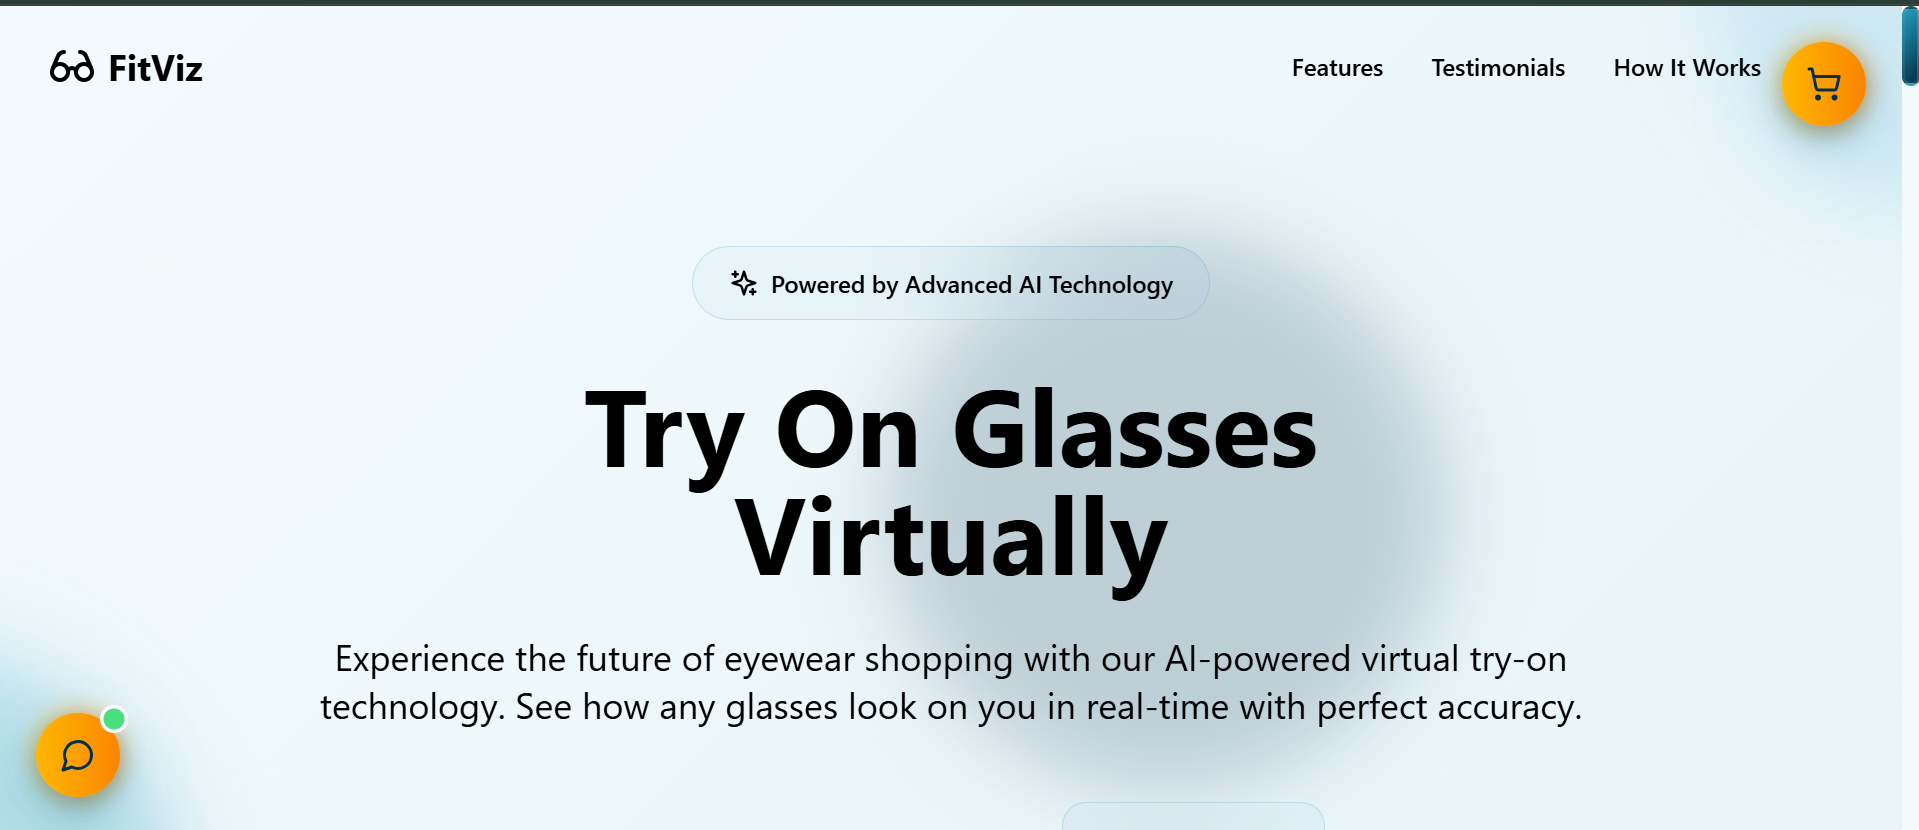 FitViz
Features
Testimonials
How It Works
Powered by Advanced AI Technology
Try On Glasses
Virtually
Experience the future of eyewear shopping with our AI-powered virtual try-on
technology. See how any glasses look on you in real-time with perfect accuracy.